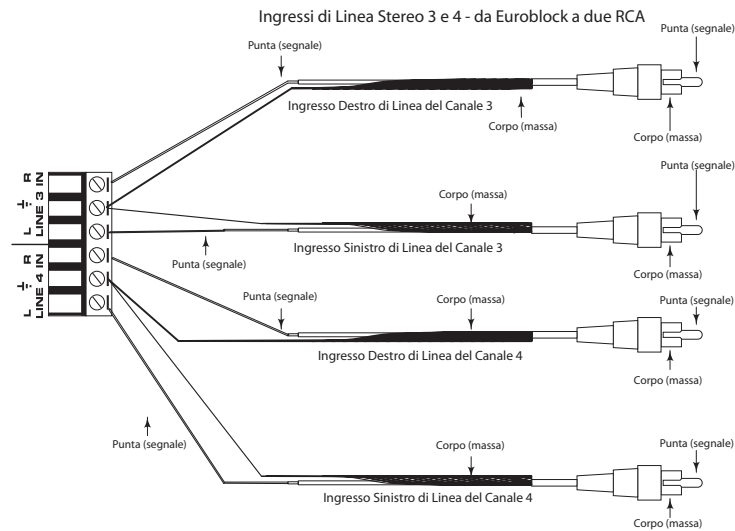 Ingressi di Linea Stereo 3 e 4 - da Euroblock a due RCA
Punta (segnale)
Punta (segnale)
Ingresso Destro di Linea del Canale 3
Corpo (massa)
Corpo (massa)
Punta (segnale)
Corpo (massa)
R
LINE 3 IN
L
Punta (segnale)
Ingresso Sinistro di Linea del Canale 3
Corpo (massa)
R
LINE 4 IN
L
Punta (segnale)
Corpo (massa)
Punta (segnale)
Ingresso Destro di Linea del Canale 4
Corpo (massa)
Punta (segnale)
Corpo (massa)
Punta (segnale)
Ingresso Sinistro di Linea del Canale 4
Corpo (massa)